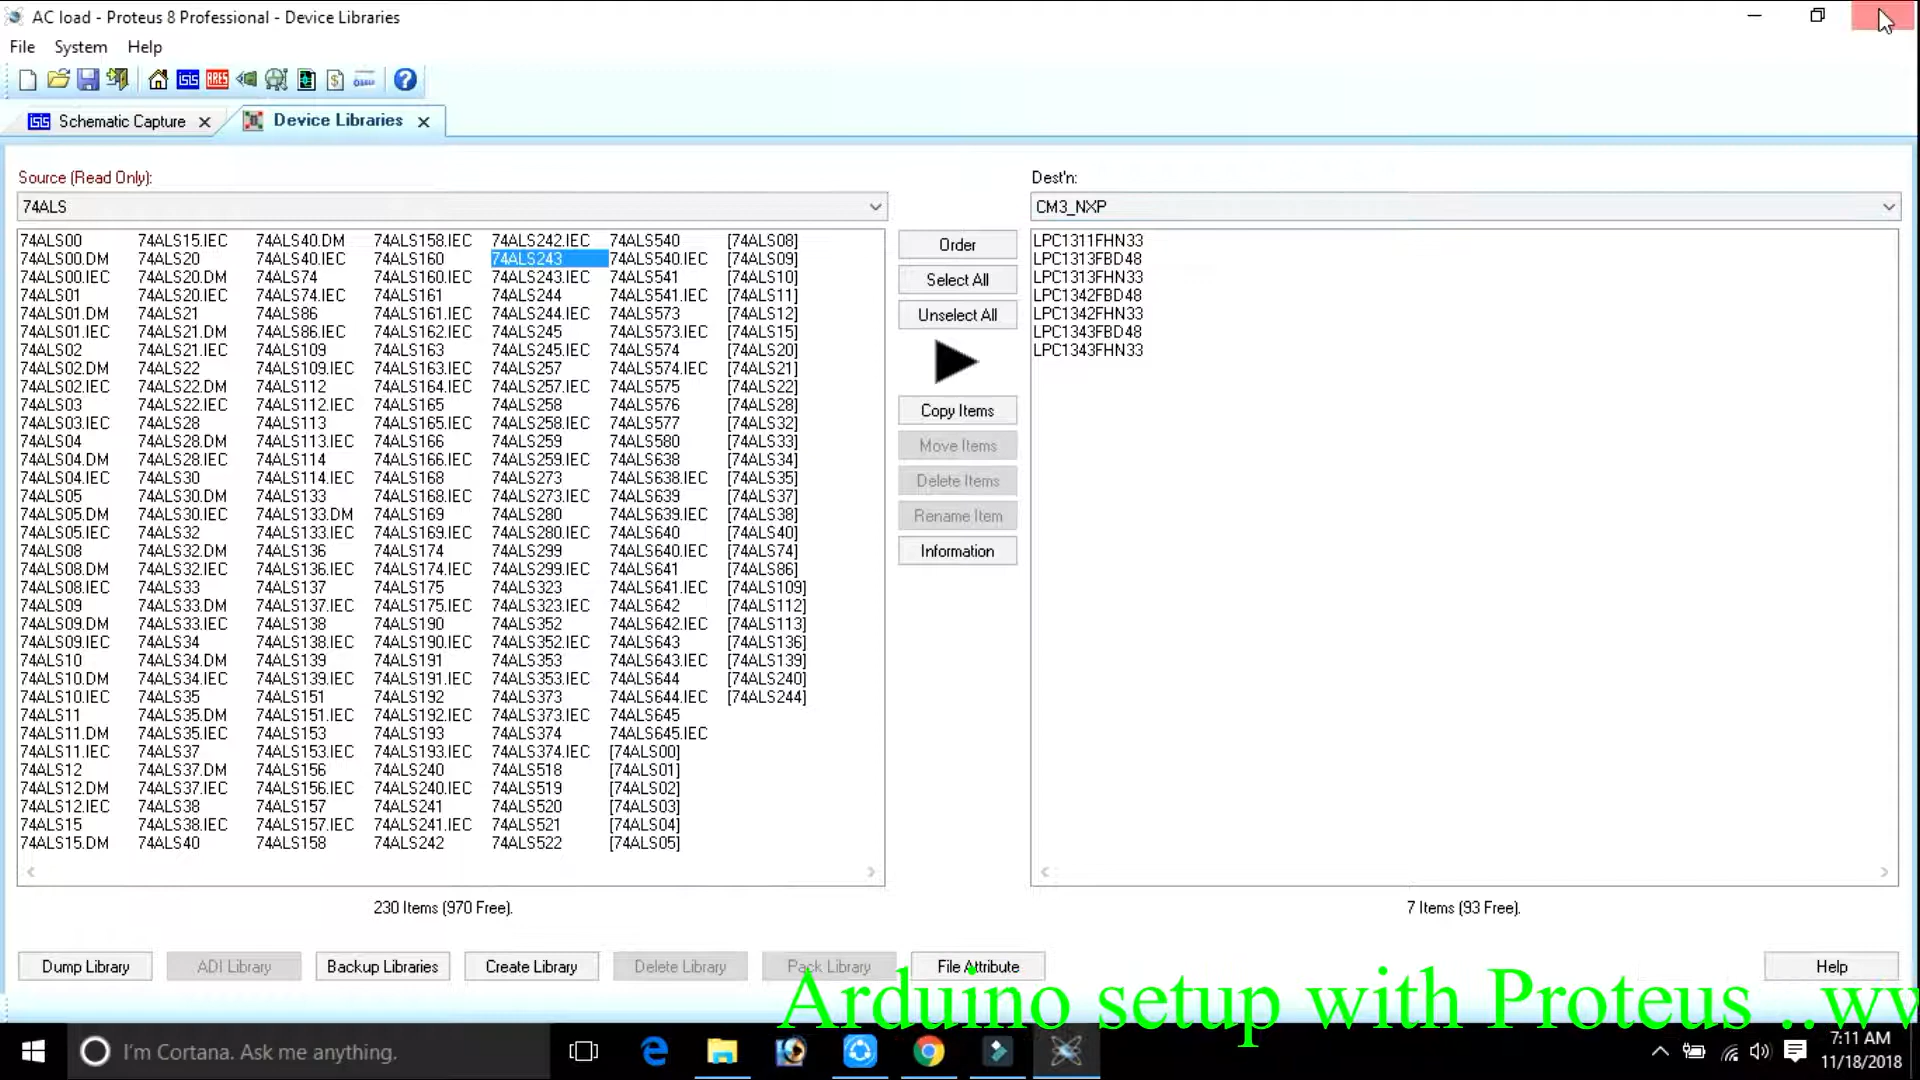 AC load - Proteus 8 Professional - Device Libraries
File System Help
Schematic Capture
Device Libraries
Source (Read Only):
Dest'n:
74ALS
CM3_NXP
74ALS00 74ALS15.IEC 74ALS40.DM 74ALS158.IEC 74ALS242.IEC 74ALS540 [74ALS08]
74ALS00.DM 74ALS20 74ALS40.IEC 74ALS160 74ALS243 74ALS540.IEC [74ALS09]
74ALS00.IEC 74ALS20.DM 74ALS74 74ALS160.IEC 74ALS243.IEC 74ALS541 [74ALS10]
74ALS01 74ALS20.IEC 74ALS74.IEC 74ALS161 74ALS244 74ALS541.IEC [74ALS11]
74ALS01.DM 74ALS21 74ALS86 74ALS161.IEC 74ALS244.IEC 74ALS573 [74ALS12]
74ALS01.IEC 74ALS21.DM 74ALS86.IEC 74ALS162.IEC 74ALS245 74ALS573.IEC [74ALS15]
74ALS02 74ALS21.IEC 74ALS109 74ALS163 74ALS245.IEC 74ALS574 [74ALS20]
74ALS02.DM 74ALS22 74ALS109.IEC 74ALS163.IEC 74ALS257 74ALS574.IEC [74ALS21]
74ALS02.IEC 74ALS22.DM 74ALS112 74ALS164.IEC 74ALS257.IEC 74ALS575 [74ALS22]
74ALS03 74ALS22.IEC 74ALS112.IEC 74ALS165 74ALS258 74ALS576 [74ALS28]
74ALS03.IEC 74ALS28 74ALS113 74ALS165.IEC 74ALS258.IEC 74ALS577 [74ALS32]
74ALS04 74ALS28.DM 74ALS113.IEC 74ALS166 74ALS259 74ALS580 [74ALS33]
74ALS04.DM 74ALS28.IEC 74ALS114 74ALS166.IEC 74ALS259.IEC 74ALS638 [74ALS34]
74ALS04.IEC 74ALS30 74ALS114.IEC 74ALS168 74ALS273 74ALS638.IEC [74ALS35]
74ALS05 74ALS30.DM 74ALS133 74ALS168.IEC 74ALS273.IEC 74ALS639 [74ALS37]
74ALS05.DM 74ALS30.IEC 74ALS133.DM 74ALS169 74ALS280 74ALS639.IEC [74ALS38]
74ALS05.IEC 74ALS32 74ALS133.IEC 74ALS169.IEC 74ALS280.IEC 74ALS640 [74ALS40]
74ALS08 74ALS32.DM 74ALS136 74ALS174 74ALS299 74ALS640.IEC [74ALS74]
74ALS08.DM 74ALS32.IEC 74ALS136.IEC 74ALS174.IEC 74ALS299.IEC 74ALS641 [74ALS86]
74ALS08.IEC 74ALS33 74ALS137 74ALS175 74ALS323 74ALS641.IEC [74ALS109]
74ALS09 74ALS33.DM 74ALS137.IEC 74ALS175.IEC 74ALS323.IEC 74ALS642 [74ALS112]
74ALS09.DM 74ALS33.IEC 74ALS138 74ALS190 74ALS352 74ALS642.IEC [74ALS113]
74ALS09.IEC 74ALS34 74ALS138.IEC 74ALS190.IEC 74ALS352.IEC 74ALS643 [74ALS136]
74ALS10 74ALS34.DM 74ALS139 74ALS191 74ALS353 74ALS643.IEC [74ALS139]
74ALS10.DM 74ALS34.IEC 74ALS139.IEC 74ALS191.IEC 74ALS353.IEC 74ALS644 [74ALS240]
74ALS10.IEC 74ALS35 74ALS151 74ALS192 74ALS373 74ALS644.IEC [74ALS244]
74ALS11 74ALS35.DM 74ALS151.IEC 74ALS192.IEC 74ALS373.IEC 74ALS645
74ALS11.DM 74ALS35.IEC 74ALS153 74ALS193 74ALS374 74ALS645.IEC
74ALS11.IEC 74ALS37 74ALS153.IEC 74ALS193.IEC 74ALS374.IEC [74ALS00]
74ALS12 74ALS37.DM 74ALS156 74ALS240 74ALS518 [74ALS01]
74ALS12.DM 74ALS37.IEC 74ALS156.IEC 74ALS240.IEC 74ALS519 [74ALS02]
74ALS12.IEC 74ALS38 74ALS157 74ALS241 74ALS520 [74ALS03]
74ALS15 74ALS38.IEC 74ALS157.IEC 74ALS241.IEC 74ALS521 [74ALS04]
74ALS15.DM 74ALS40 74ALS158 74ALS242 74ALS522 [74ALS05]
Order
Select All
Unselect All
Copy Items
Move Items
Delete Items
Rename Item
Information
LPC1311FHN33
LPC1313FBD48
LPC1313FHN33
LPC1342FBD48
LPC1342FHN33
LPC1343FBD48
LPC1343FHN33
230 Items (970 Free).
7 Items (93 Free).
Dump Library ADI Library Backup Libraries Create Library Delete Library Pack Library File Attribute Help
Arduino setup with Proteus ..ww
I'm Cortana. Ask me anything.
7:11 AM
11/18/2018